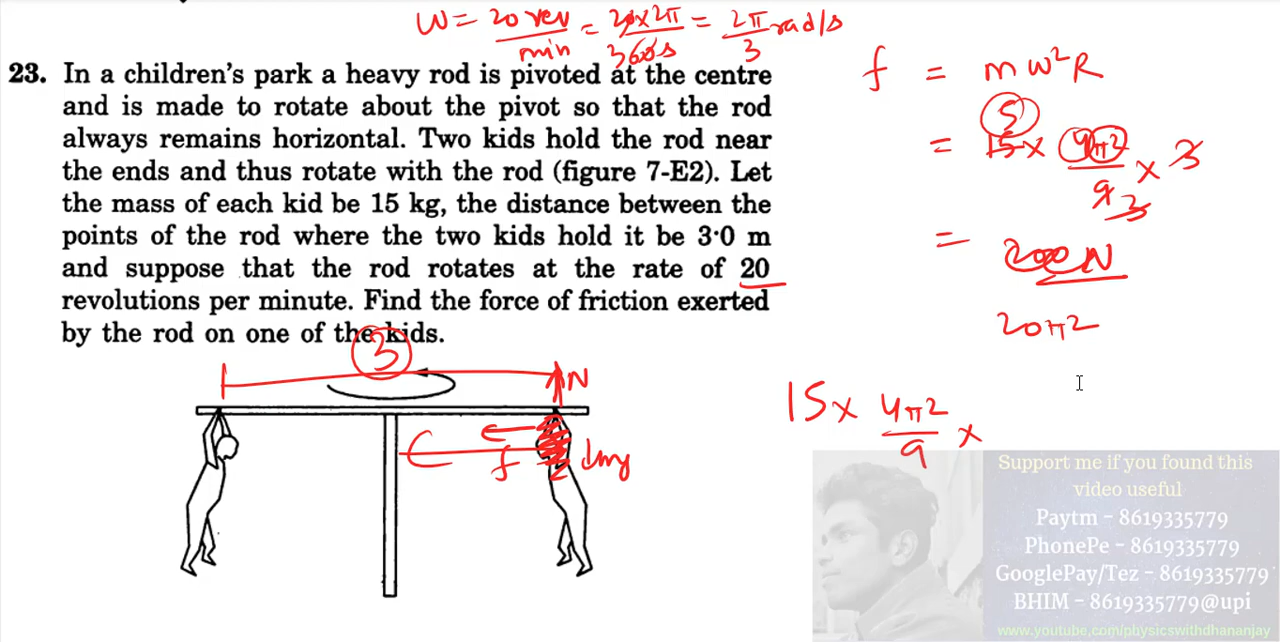 ω = 20 rev/min = 20×2π/60 s = 2π/3 rad/s
23. In a children's park a heavy rod is pivoted at the centre
and is made to rotate about the pivot so that the rod
always remains horizontal. Two kids hold the rod near
the ends and thus rotate with the rod (figure 7-E2). Let
the mass of each kid be 15 kg, the distance between the
points of the rod where the two kids hold it be 3·0 m
and suppose that the rod rotates at the rate of 20
revolutions per minute. Find the force of friction exerted
by the rod on one of the kids.
f = mω²R
5
= 15 × 4π²/9 × 3
3
= 200 N
20π²
3
N
f
mg
15 × 4π²/9 ×
Support me if you found this
video useful
Paytm - 8619335779
PhonePe - 8619335779
GooglePay/Tez - 8619335779
BHIM - 8619335779@upi
www.youtube.com/physicswithdhananjay